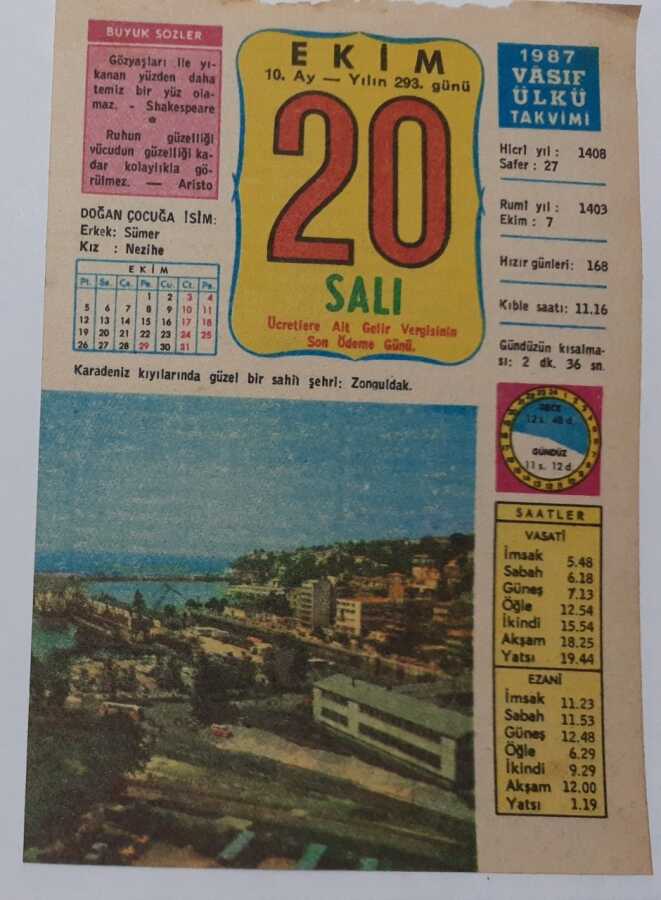 BÜYÜK SÖZLER
Gözyaşları ile yı-
kanan yüzden daha
temiz bir yüz ola-
maz. - Shakespeare
*
Ruhun güzelliği
vücudun güzelliği ka-
dar kolaylıkla gö-
rülmez. — Aristo
DOĞAN ÇOCUĞA İSİM:
Erkek: Sümer
Kız : Nezihe
EKİM
Pt. Sa. Ça. Pe. Cu. Ct. Pa.
1 2 3 4
5 6 7 8 9 10 11
12 13 14 15 16 17 18
19 20 21 22 23 24 25
26 27 28 29 30 31
EKİM
10. Ay — Yılın 293. günü
20
SALI
Ücretlere Ait Gelir Vergisinin
Son Ödeme Günü.
1987
VÂSIF
ÜLKÜ
TAKVİMİ
Hicrî yıl : 1408
Safer : 27
Rumî yıl : 1403
Ekim : 7
Hızır günleri: 168
Kıble saatı: 11.16
Gündüzün kısalma-
sı: 2 dk. 36 sn.
Karadeniz kıyılarında güzel bir sahil şehri: Zonguldak.
GECE
12 s. 48 d.
GÜNDÜZ
11 s. 12 d.
SAATLER
VASATÎ
İmsak 5.48
Sabah 6.18
Güneş 7.13
Öğle 12.54
İkindi 15.54
Akşam 18.25
Yatsı 19.44
EZANÎ
İmsak 11.23
Sabah 11.53
Güneş 12.48
Öğle 6.29
İkindi 9.29
Akşam 12.00
Yatsı 1.19